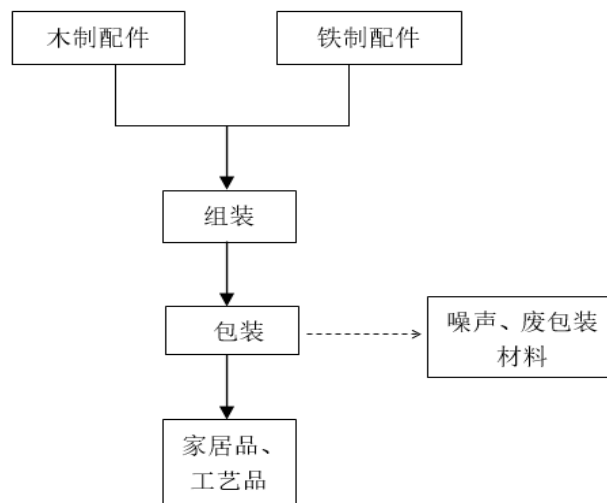 木制配件
铁制配件
组装
包装
噪声、废包装
材料
家居品、
工艺品